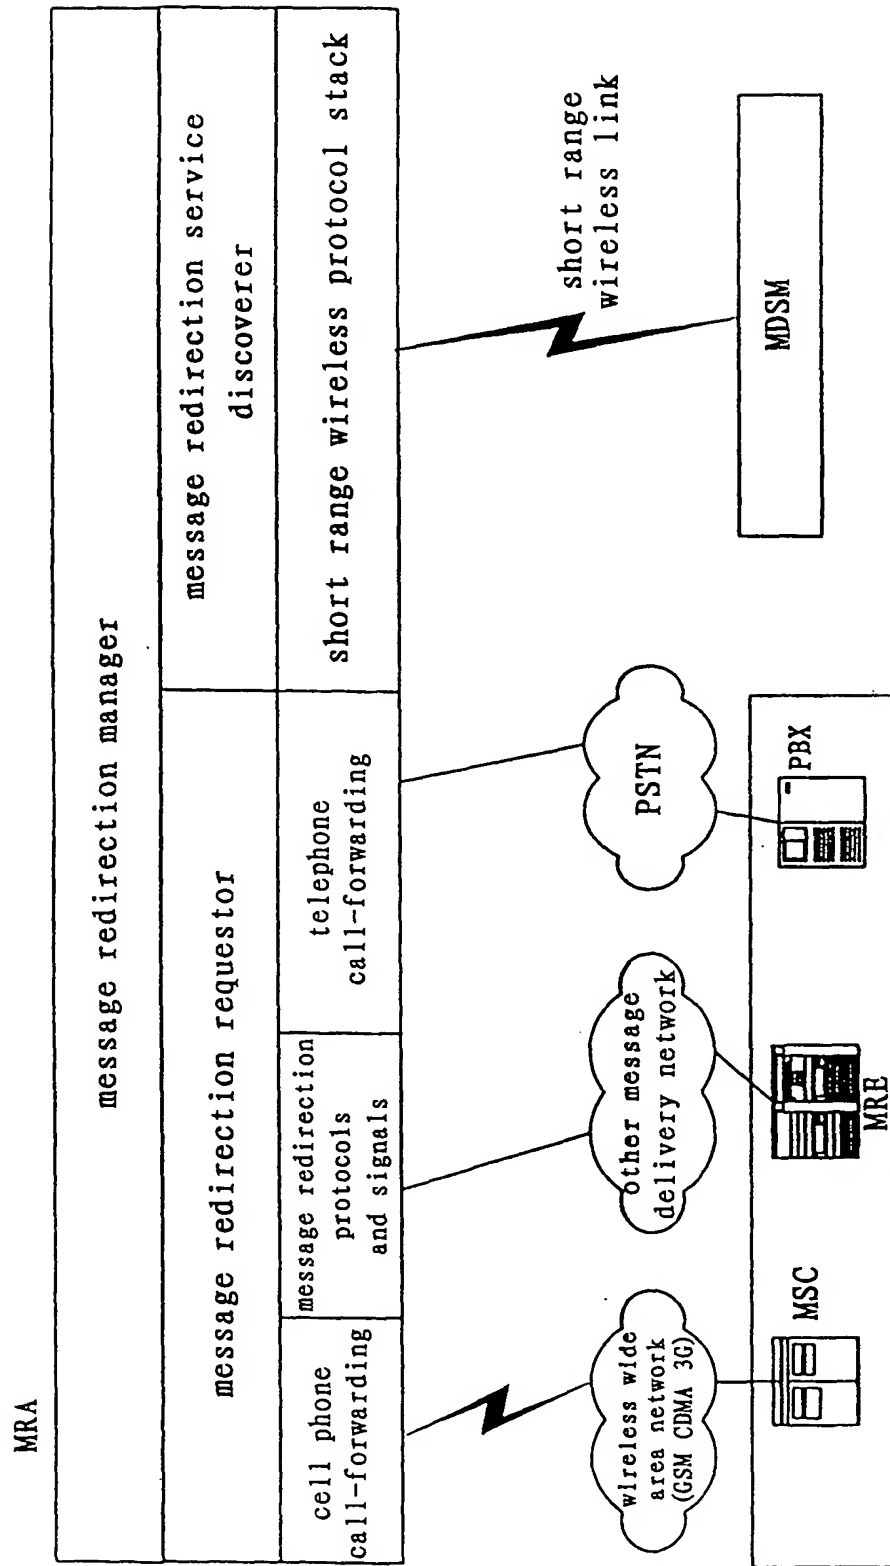 MRA
message redirection manager
message redirection requestor
message redirection service
discoverer
cell phone
call-forwarding
message redirection
protocols
and signals
telephone
call-forwarding
short range wireless protocol stack
short range
wireless link
wireless wide
area network
(GSM CDMA 3G)
other message
delivery network
PSTN
MDSM
MSC
MRE
PBX